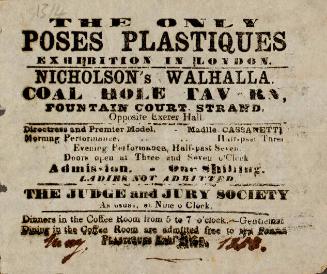 1314
THE ONLY
POSES PLASTIQUES
EXHIBITION IN LONDON.
NICHOLSON's WALHALLA.
COAL HOLE TAV RN,
FOUNTAIN COURT STRAND.
Opposite Exeter Hall
Directress and Premier Model. Madlle CASSANETTI
Morning Performance, Half-past Three
Evening Performance, Half-past Seven.
Doors open at Three and Seven o'Clock
Admission, - One Shilling.
LADIES NOT ADMITTED
THE JUDGE and JURY SOCIETY
As usual, at Nine o Clock.
Dinners in the Coffee Room from 5 to 7 o'clock.—Gentlemen
Dining in the Coffee Room are admitted free to the Poses
Plastiques